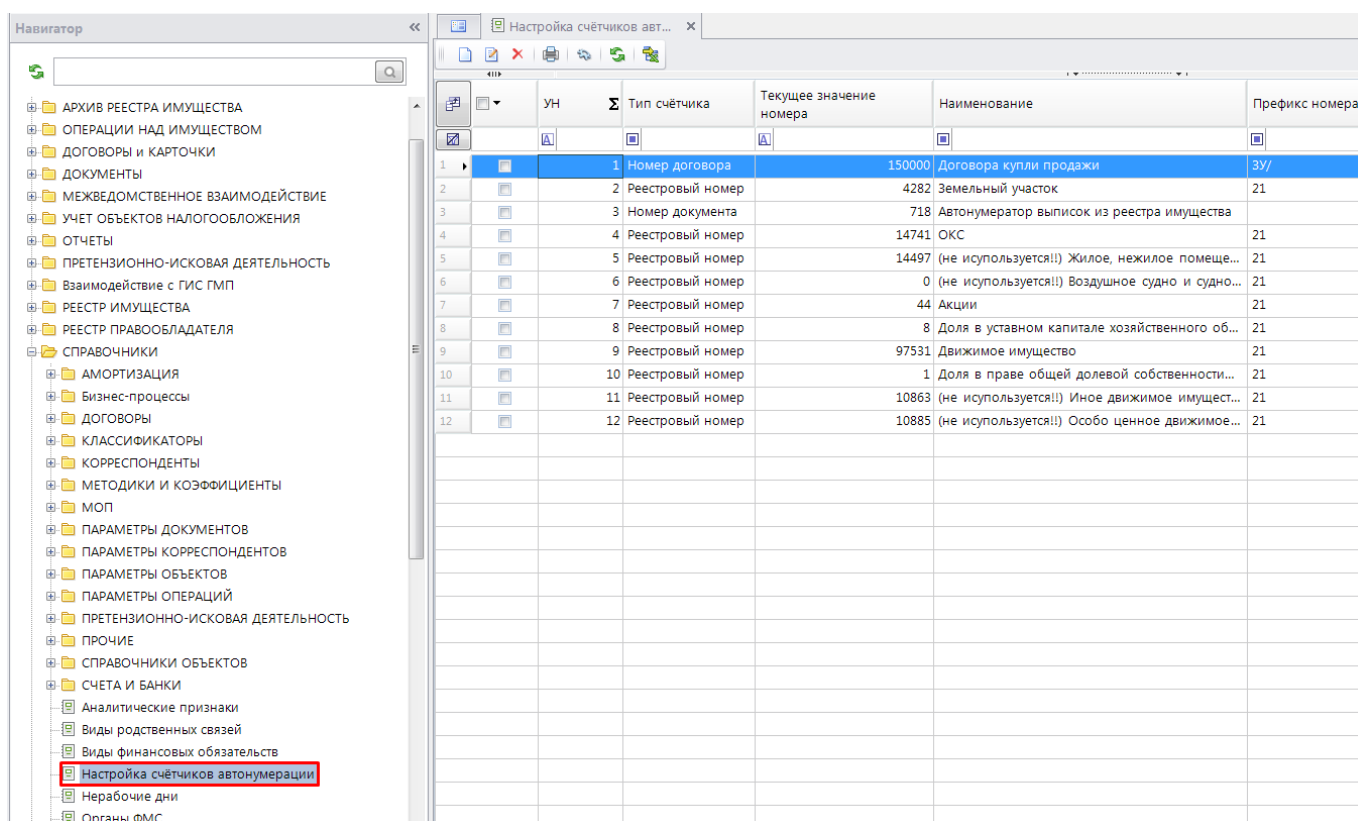 Навигатор
АРХИВ РЕЕСТРА ИМУЩЕСТВА
ОПЕРАЦИИ НАД ИМУЩЕСТВОМ
ДОГОВОРЫ и КАРТОЧКИ
ДОКУМЕНТЫ
МЕЖВЕДОМСТВЕННОЕ ВЗАИМОДЕЙСТВИЕ
УЧЕТ ОБЪЕКТОВ НАЛОГООБЛОЖЕНИЯ
ОТЧЕТЫ
ПРЕТЕНЗИОННО-ИСКОВАЯ ДЕЯТЕЛЬНОСТЬ
Взаимодействие с ГИС ГМП
РЕЕСТР ИМУЩЕСТВА
РЕЕСТР ПРАВООБЛАДАТЕЛЯ
СПРАВОЧНИКИ
АМОРТИЗАЦИЯ
Бизнес-процессы
ДОГОВОРЫ
КЛАССИФИКАТОРЫ
КОРРЕСПОНДЕНТЫ
МЕТОДИКИ И КОЭФФИЦИЕНТЫ
МОП
ПАРАМЕТРЫ ДОКУМЕНТОВ
ПАРАМЕТРЫ КОРРЕСПОНДЕНТОВ
ПАРАМЕТРЫ ОБЪЕКТОВ
ПАРАМЕТРЫ ОПЕРАЦИЙ
ПРЕТЕНЗИОННО-ИСКОВАЯ ДЕЯТЕЛЬНОСТЬ
ПРОЧИЕ
СПРАВОЧНИКИ ОБЪЕКТОВ
СЧЕТА И БАНКИ
Аналитические признаки
Виды родственных связей
Виды финансовых обязательств
Настройка счётчиков автонумерации
Нерабочие дни
Органы ФМС
Настройка счётчиков авт...
УН Σ Тип счётчика Текущее значение номера Наименование Префикс номера
1 1 Номер договора 150000 Договора купли продажи ЗУ/
2 2 Реестровый номер 4282 Земельный участок 21
3 3 Номер документа 718 Автонумератор выписок из реестра имущества
4 4 Реестровый номер 14741 ОКС 21
5 5 Реестровый номер 14497 (не испупользуется!!) Жилое, нежилое помеще... 21
6 6 Реестровый номер 0 (не испупользуется!!) Воздушное судно и судно... 21
7 7 Реестровый номер 44 Акции 21
8 8 Реестровый номер 8 Доля в уставном капитале хозяйственного об... 21
9 9 Реестровый номер 97531 Движимое имущество 21
10 10 Реестровый номер 1 Доля в праве общей долевой собственности... 21
11 11 Реестровый номер 10863 (не испупользуется!!) Иное движимое имущест... 21
12 12 Реестровый номер 10885 (не испупользуется!!) Особо ценное движимое... 21